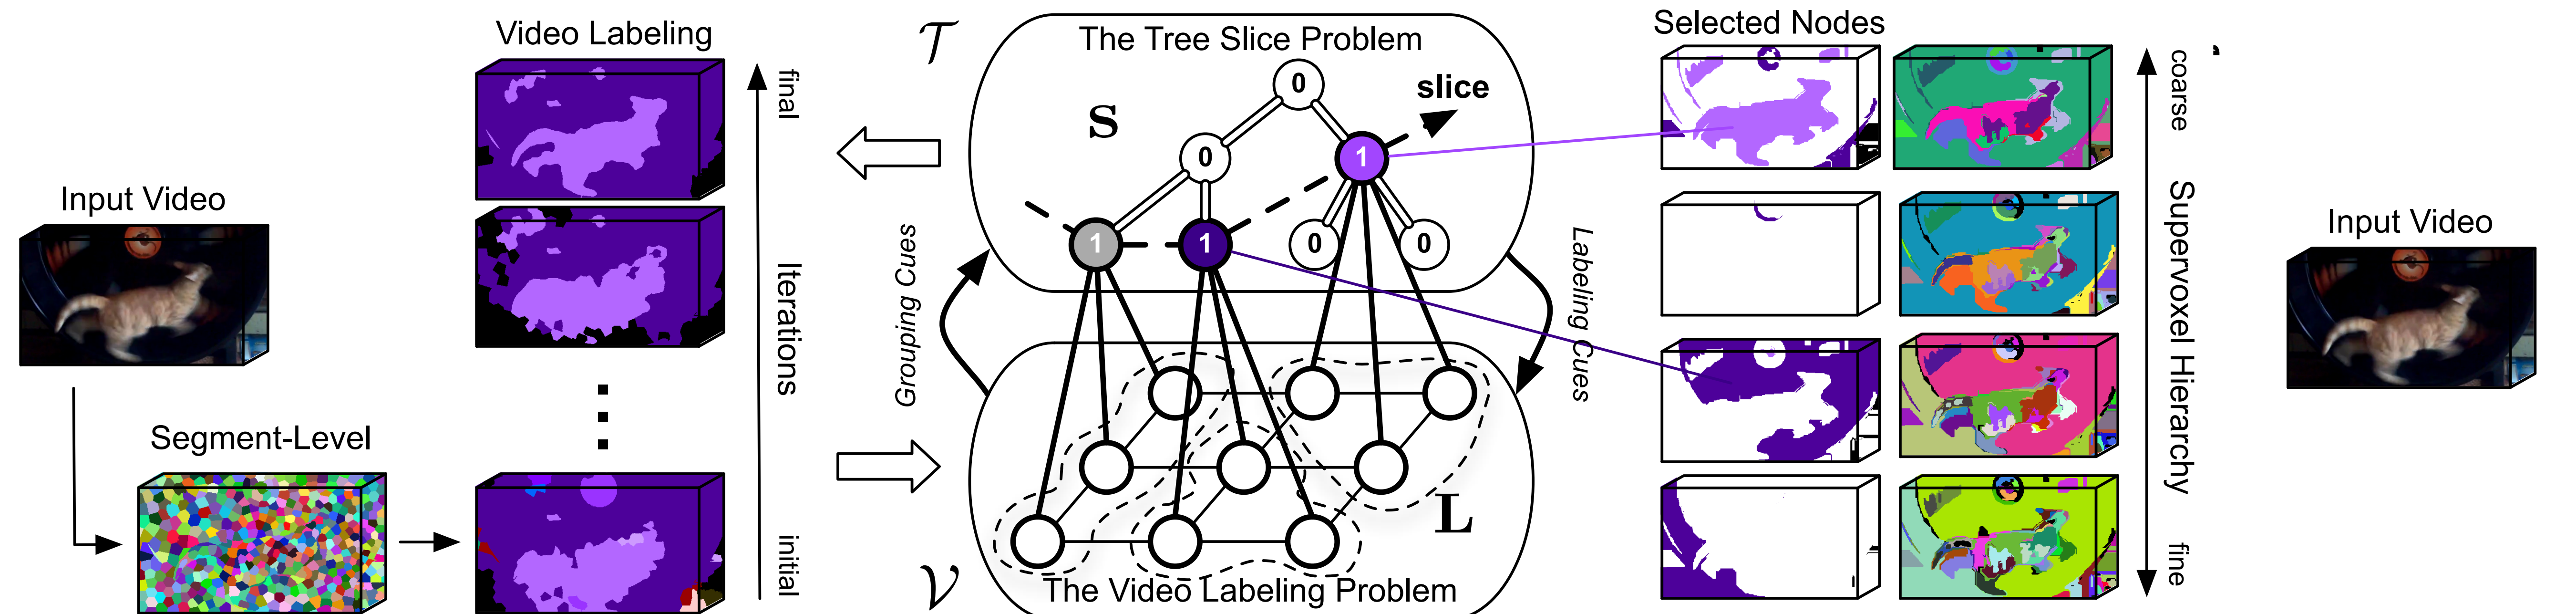 Input Video
Segment-Level
Video Labeling
final
Iterations
initial
𝒯
The Tree Slice Problem
S
slice
0
0
1
1
1
0
0
Grouping Cues
Labeling Cues
L
𝒱
The Video Labeling Problem
Selected Nodes
coarse
Supervoxel Hierarchy
fine
Input Video